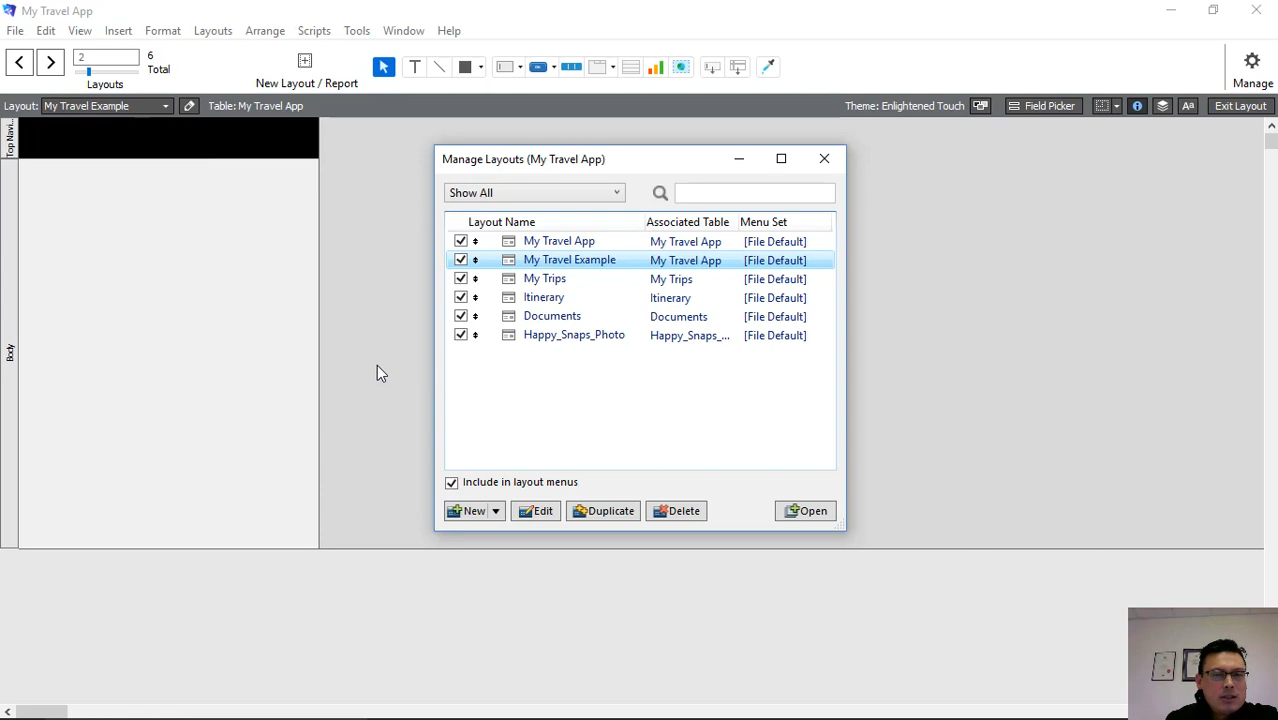 My Travel App
File Edit View Insert Format Layouts Arrange Scripts Tools Window Help
2 6 Total
Layouts
New Layout / Report
T
Manage
Layout: My Travel Example Table: My Travel App Theme: Enlightened Touch Field Picker Aa Exit Layout
Top Navi...
Body
Manage Layouts (My Travel App)
Show All
Layout Name Associated Table Menu Set
My Travel App My Travel App [File Default]
My Travel Example My Travel App [File Default]
My Trips My Trips [File Default]
Itinerary Itinerary [File Default]
Documents Documents [File Default]
Happy_Snaps_Photo Happy_Snaps_... [File Default]
Include in layout menus
New Edit Duplicate Delete Open